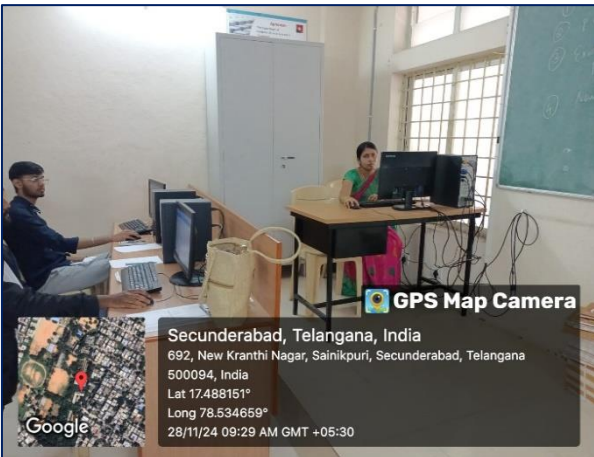 GPS Map Camera
Secunderabad, Telangana, India
692, New Kranthi Nagar, Sainikpuri, Secunderabad, Telangana
500094, India
Lat 17.488151°
Long 78.534659°
28/11/24 09:29 AM GMT +05:30
Google